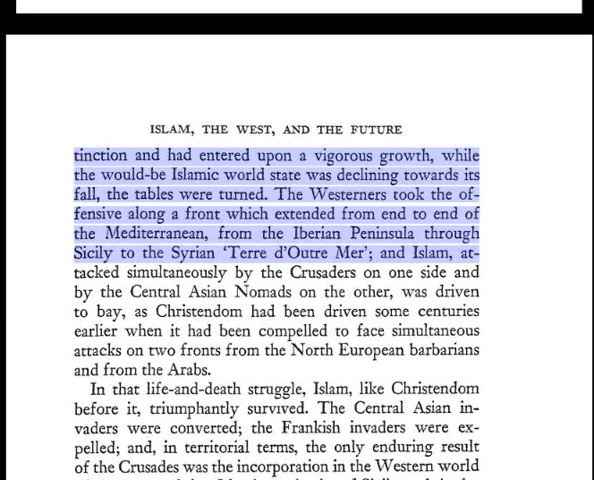 ISLAM, THE WEST, AND THE FUTURE
tinction and had entered upon a vigorous growth, while
the would-be Islamic world state was declining towards its
fall, the tables were turned. The Westerners took the of-
fensive along a front which extended from end to end of
the Mediterranean, from the Iberian Peninsula through
Sicily to the Syrian ‘Terre d’Outre Mer’; and Islam, at-
tacked simultaneously by the Crusaders on one side and
by the Central Asian Nomads on the other, was driven
to bay, as Christendom had been driven some centuries
earlier when it had been compelled to face simultaneous
attacks on two fronts from the North European barbarians
and from the Arabs.
In that life-and-death struggle, Islam, like Christendom
before it, triumphantly survived. The Central Asian in-
vaders were converted; the Frankish invaders were ex-
pelled; and, in territorial terms, the only enduring result
of the Crusades was the incorporation in the Western world